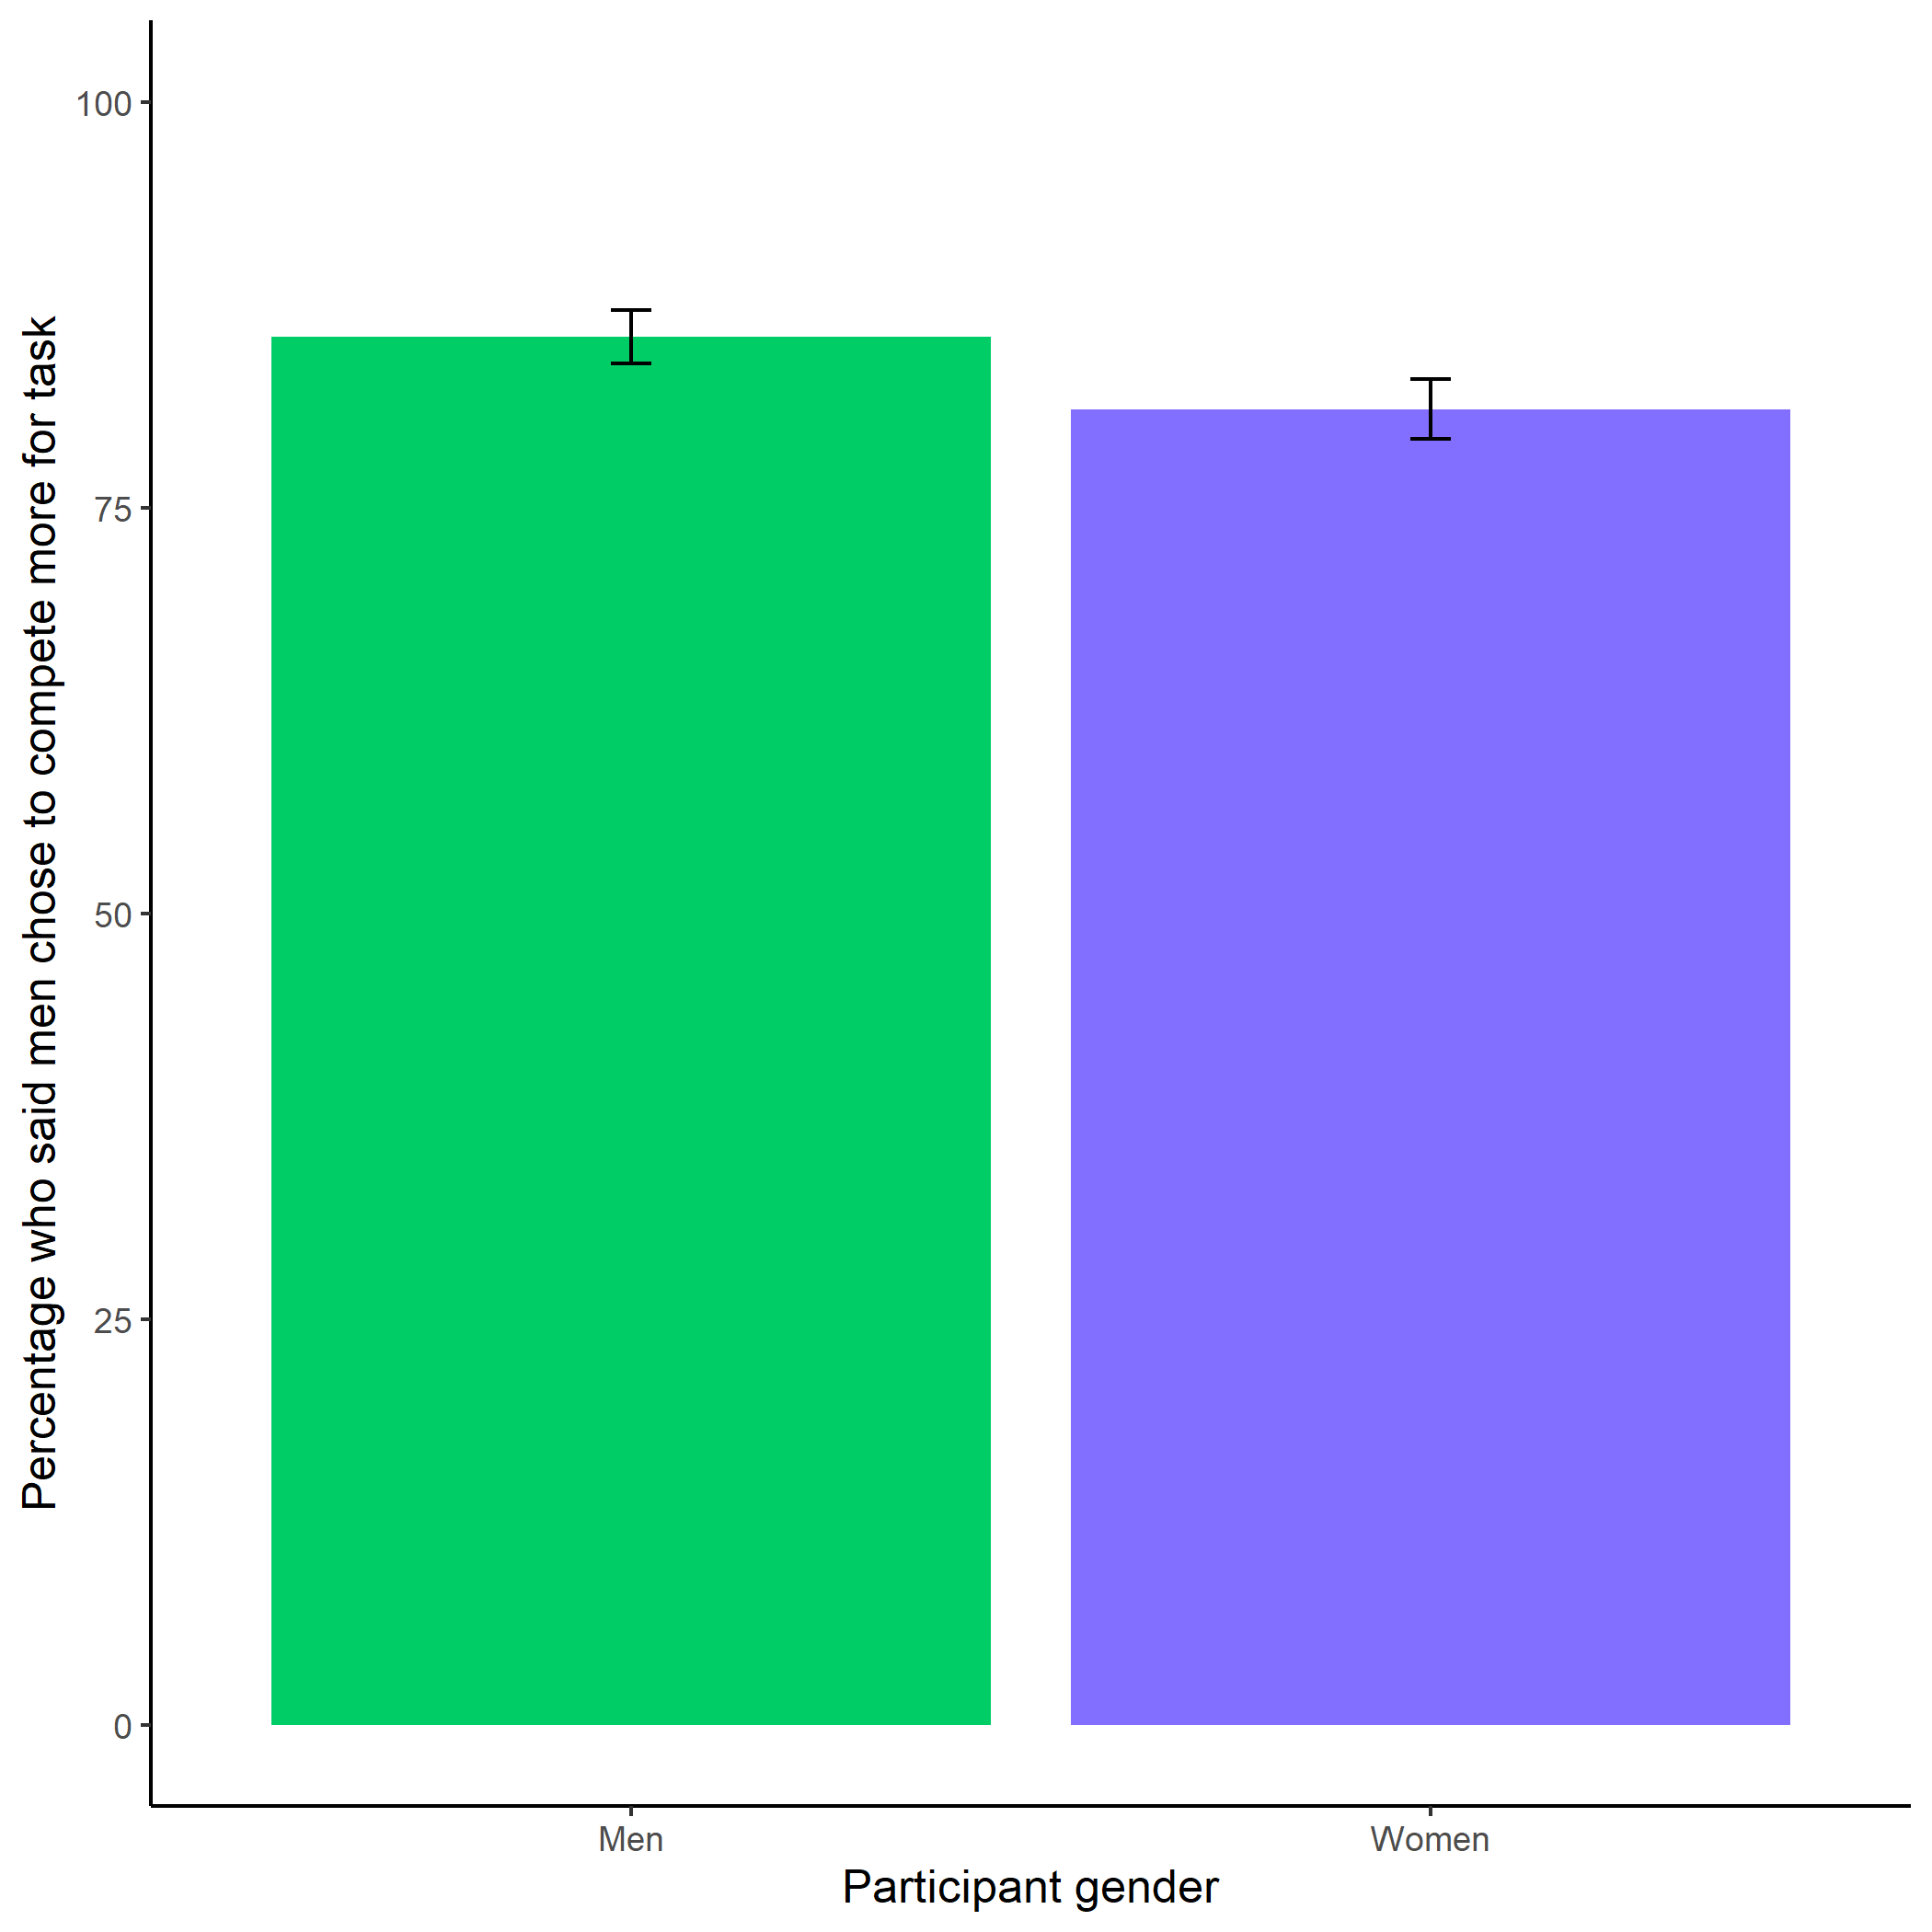 Percentage who said men chose to compete more for task
100
75
50
25
0
Men
Women
Participant gender